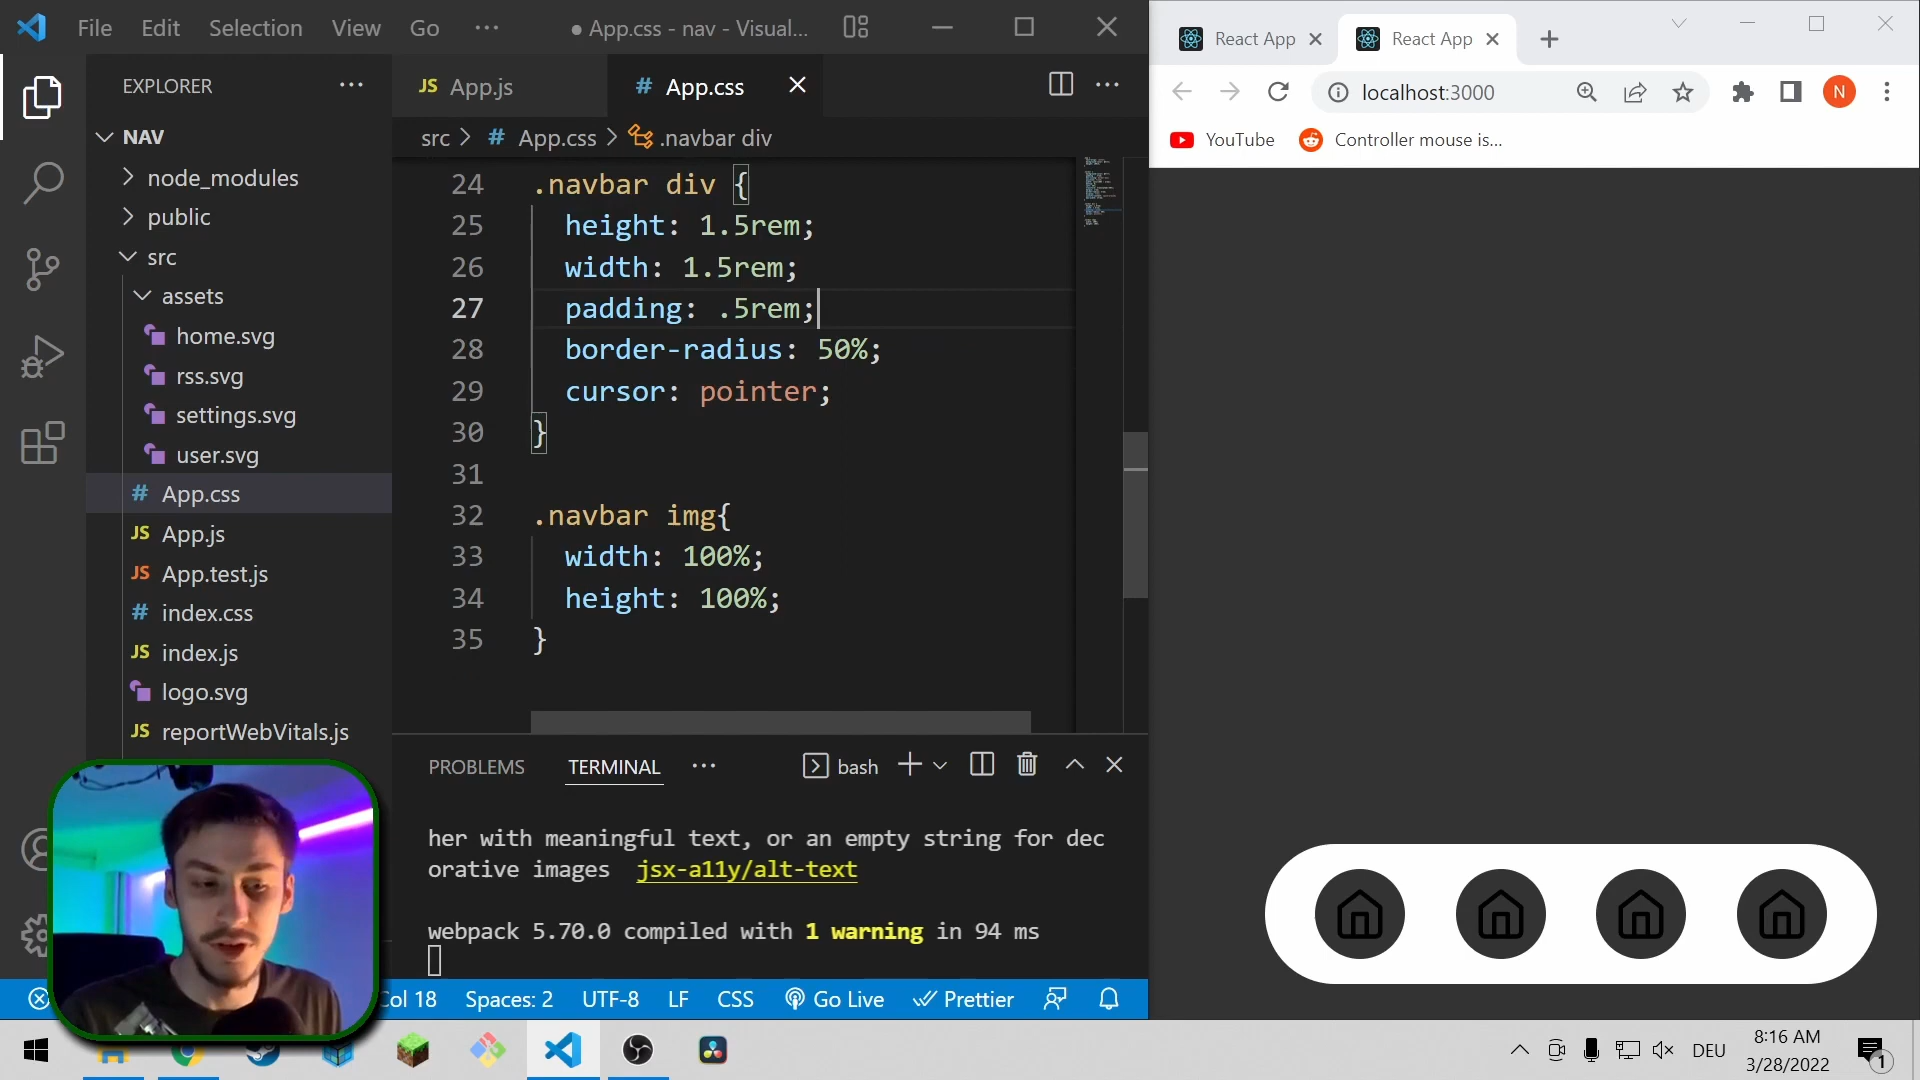 File Edit Selection View Go ··· ● App.css - nav - Visual...
EXPLORER ···
NAV
node_modules
public
src
assets
home.svg
rss.svg
settings.svg
user.svg
# App.css
JS App.js
JS App.test.js
# index.css
JS index.js
logo.svg
JS reportWebVitals.js
JS App.js
# App.css
src > # App.css > .navbar div
24 .navbar div {
25 height: 1.5rem;
26 width: 1.5rem;
27 padding: .5rem;
28 border-radius: 50%;
29 cursor: pointer;
30 }
31
32 .navbar img{
33 width: 100%;
34 height: 100%;
35 }
PROBLEMS TERMINAL ··· bash
her with meaningful text, or an empty string for dec
orative images jsx-a11y/alt-text
webpack 5.70.0 compiled with 1 warning in 94 ms
Col 18 Spaces: 2 UTF-8 LF CSS Go Live Prettier
React App
React App
localhost:3000
N
YouTube
Controller mouse is...
DEU
8:16 AM
3/28/2022
1